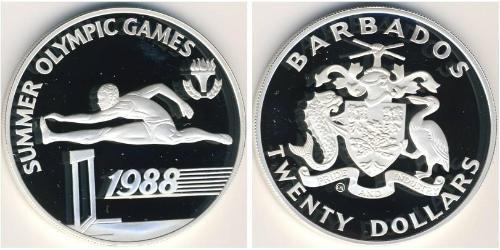 SUMMER OLYMPIC GAMES
1988
BARBADOS
PRIDE AND INDUSTRY
TWENTY DOLLARS